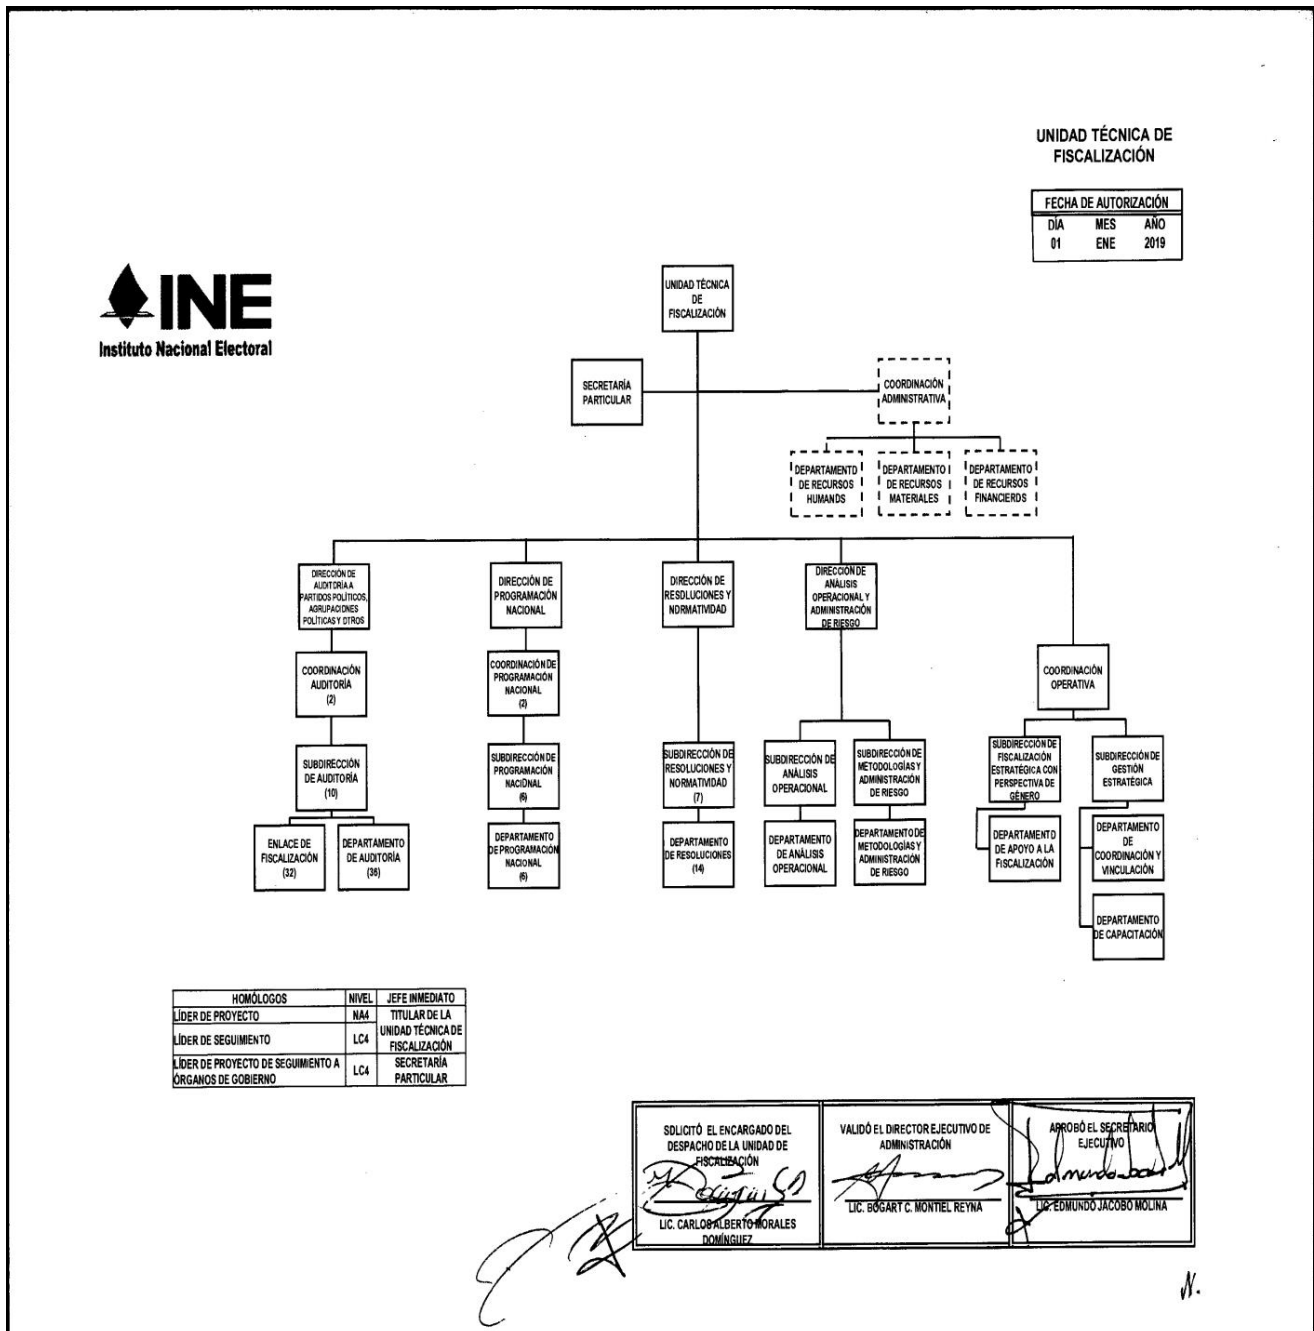 UNIDAD TÉCNICA DE
FISCALIZACIÓN
FECHA DE AUTORIZACIÓN
DÍA MES AÑO
01 ENE 2019
INE
Instituto Nacional Electoral
UNIDAD TÉCNICA
DE
FISCALIZACIÓN
SECRETARÍA
PARTICULAR
COORDINACIÓN
ADMINISTRATIVA
DEPARTAMENTO
DE RECURSOS
HUMANOS
DEPARTAMENTO
DE RECURSOS
MATERIALES
DEPARTAMENTO
DE RECURSOS
FINANCIEROS
DIRECCIÓN DE
AUDITORÍA A
PARTIDOS POLÍTICOS,
AGRUPACIONES
POLÍTICAS Y OTROS
DIRECCIÓN DE
PROGRAMACIÓN
NACIONAL
DIRECCIÓN DE
RESOLUCIONES Y
NORMATIVIDAD
DIRECCIÓN DE
ANÁLISIS
OPERACIONAL Y
ADMINISTRACIÓN
DE RIESGO
COORDINACIÓN
AUDITORÍA
(2)
COORDINACIÓN DE
PROGRAMACIÓN
NACIONAL
(2)
COORDINACIÓN
OPERATIVA
SUBDIRECCIÓN
DE AUDITORÍA
(10)
SUBDIRECCIÓN DE
PROGRAMACIÓN
NACIONAL
(6)
SUBDIRECCIÓN DE
RESOLUCIONES Y
NORMATIVIDAD
(7)
SUBDIRECCIÓN DE
ANÁLISIS
OPERACIONAL
SUBDIRECCIÓN DE
METODOLOGÍAS Y
ADMINISTRACIÓN
DE RIESGO
SUBDIRECCIÓN DE
FISCALIZACIÓN
ESTRATÉGICA CON
PERSPECTIVA DE
GÉNERO
SUBDIRECCIÓN DE
GESTIÓN
ESTRATÉGICA
ENLACE DE
FISCALIZACIÓN
(32)
DEPARTAMENTO
DE AUDITORÍA
(36)
DEPARTAMENTO
DE PROGRAMACIÓN
NACIONAL
(6)
DEPARTAMENTO
DE RESOLUCIONES
(14)
DEPARTAMENTO
DE ANÁLISIS
OPERACIONAL
DEPARTAMENTO DE
METODOLOGÍAS Y
ADMINISTRACIÓN
DE RIESGO
DEPARTAMENTO
DE APOYO A LA
FISCALIZACIÓN
DEPARTAMENTO
DE
COORDINACIÓN Y
VINCULACIÓN
DEPARTAMENTO
DE CAPACITACIÓN
HOMÓLOGOS NIVEL JEFE INMEDIATO
LÍDER DE PROYECTO NA4
LÍDER DE SEGUIMIENTO LC4
TITULAR DE LA
UNIDAD TÉCNICA DE
FISCALIZACIÓN
LÍDER DE PROYECTO DE SEGUIMIENTO A
ÓRGANOS DE GOBIERNO
LC4
SECRETARÍA
PARTICULAR
SOLICITÓ EL ENCARGADO DEL
DESPACHO DE LA UNIDAD DE
FISCALIZACIÓN
LIC. CARLOS ALBERTO MORALES
DOMÍNGUEZ
VALIDÓ EL DIRECTOR EJECUTIVO DE
ADMINISTRACIÓN
LIC. BOGART C. MONTIEL REYNA
APROBÓ EL SECRETARIO
EJECUTIVO
LIC. EDMUNDO JACOBO MOLINA
N.